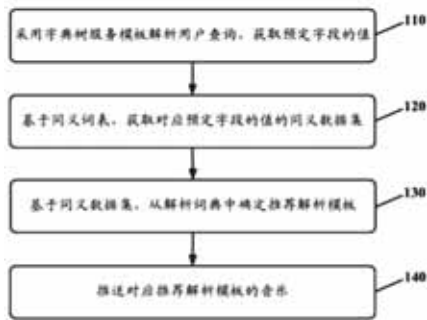 采用字典树服务模板解析用户查询，获取预定字段的值
110
基于同义词表，获取对应预定字段的值的同义数据集
120
基于同义数据集，从解析词典中确定推荐解析模板
130
推送对应推荐解析模板的音乐
140